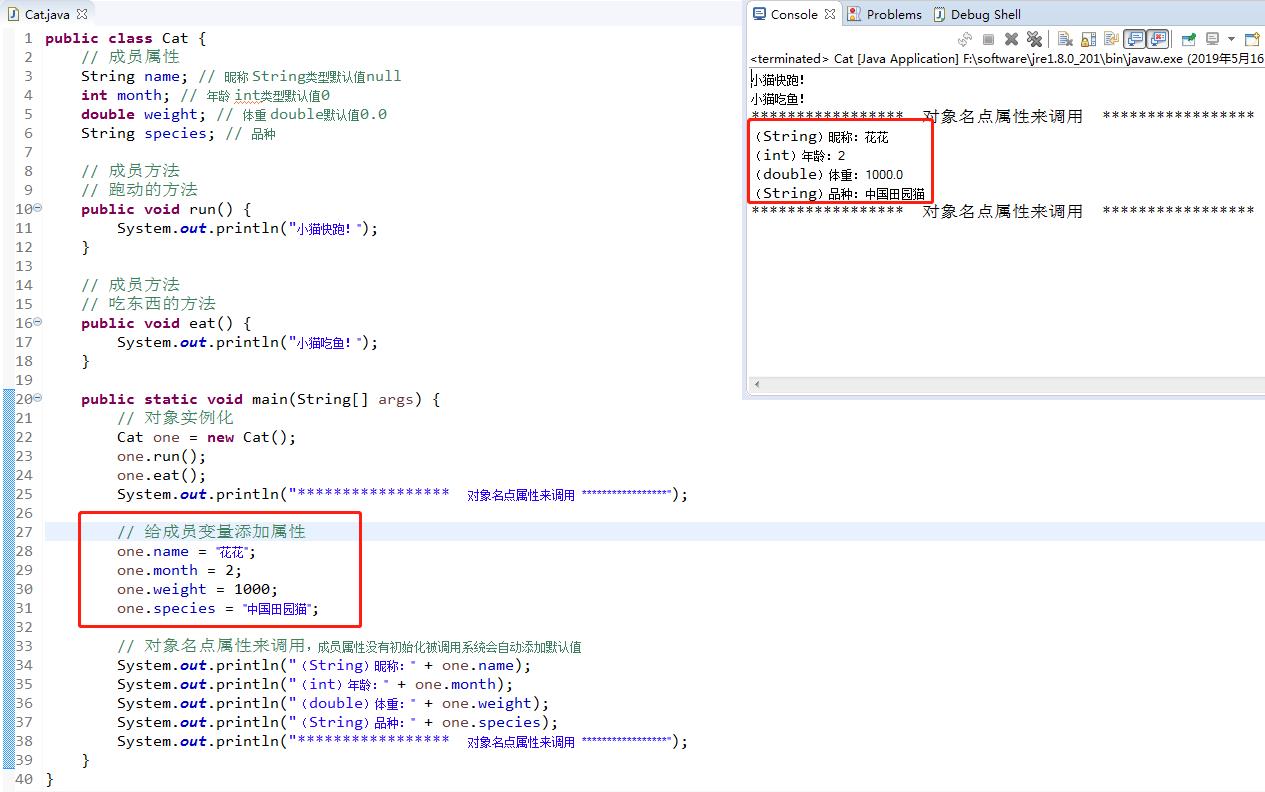 Cat.java
1 public class Cat {
2 // 成员属性
3 String name; // 昵称 String类型默认值null
4 int month; // 年龄 int类型默认值0
5 double weight; // 体重 double默认值0.0
6 String species; // 品种
7
8 // 成员方法
9 // 跑动的方法
10 public void run() {
11 System.out.println("小猫快跑！");
12 }
13
14 // 成员方法
15 // 吃东西的方法
16 public void eat() {
17 System.out.println("小猫吃鱼！");
18 }
19
20 public static void main(String[] args) {
21 // 对象实例化
22 Cat one = new Cat();
23 one.run();
24 one.eat();
25 System.out.println("***************** 对象名点属性来调用 *****************");
26
27 // 给成员变量添加属性
28 one.name = "花花";
29 one.month = 2;
30 one.weight = 1000;
31 one.species = "中国田园猫";
32
33 // 对象名点属性来调用，成员属性没有初始化被调用系统会自动添加默认值
34 System.out.println("（String）昵称：" + one.name);
35 System.out.println("（int）年龄：" + one.month);
36 System.out.println("（double）体重：" + one.weight);
37 System.out.println("（String）品种：" + one.species);
38 System.out.println("***************** 对象名点属性来调用 *****************");
39 }
40 }
Console Problems Debug Shell
<terminated> Cat [Java Application] F:\software\jre1.8.0_201\bin\javaw.exe (2019年5月16
小猫快跑！
小猫吃鱼！
***************** 对象名点属性来调用 *****************
（String）昵称：花花
（int）年龄：2
（double）体重：1000.0
（String）品种：中国田园猫
***************** 对象名点属性来调用 *****************